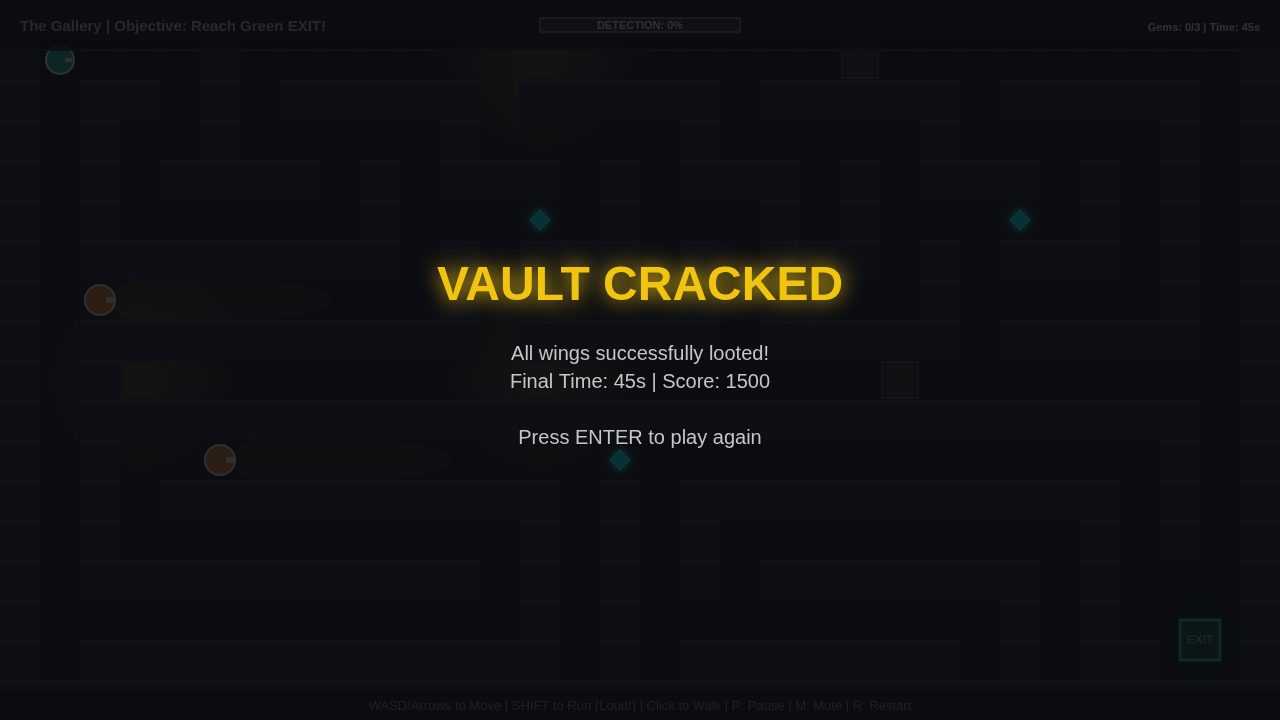 The Gallery | Objective: Reach Green EXIT!
DETECTION: 0%
Gems: 0/3 | Time: 45s
VAULT CRACKED
All wings successfully looted!
Final Time: 45s | Score: 1500
Press ENTER to play again
EXIT
WASD/Arrows to Move | SHIFT to Run (Loud!) | Click to Walk | P: Pause | M: Mute | R: Restart